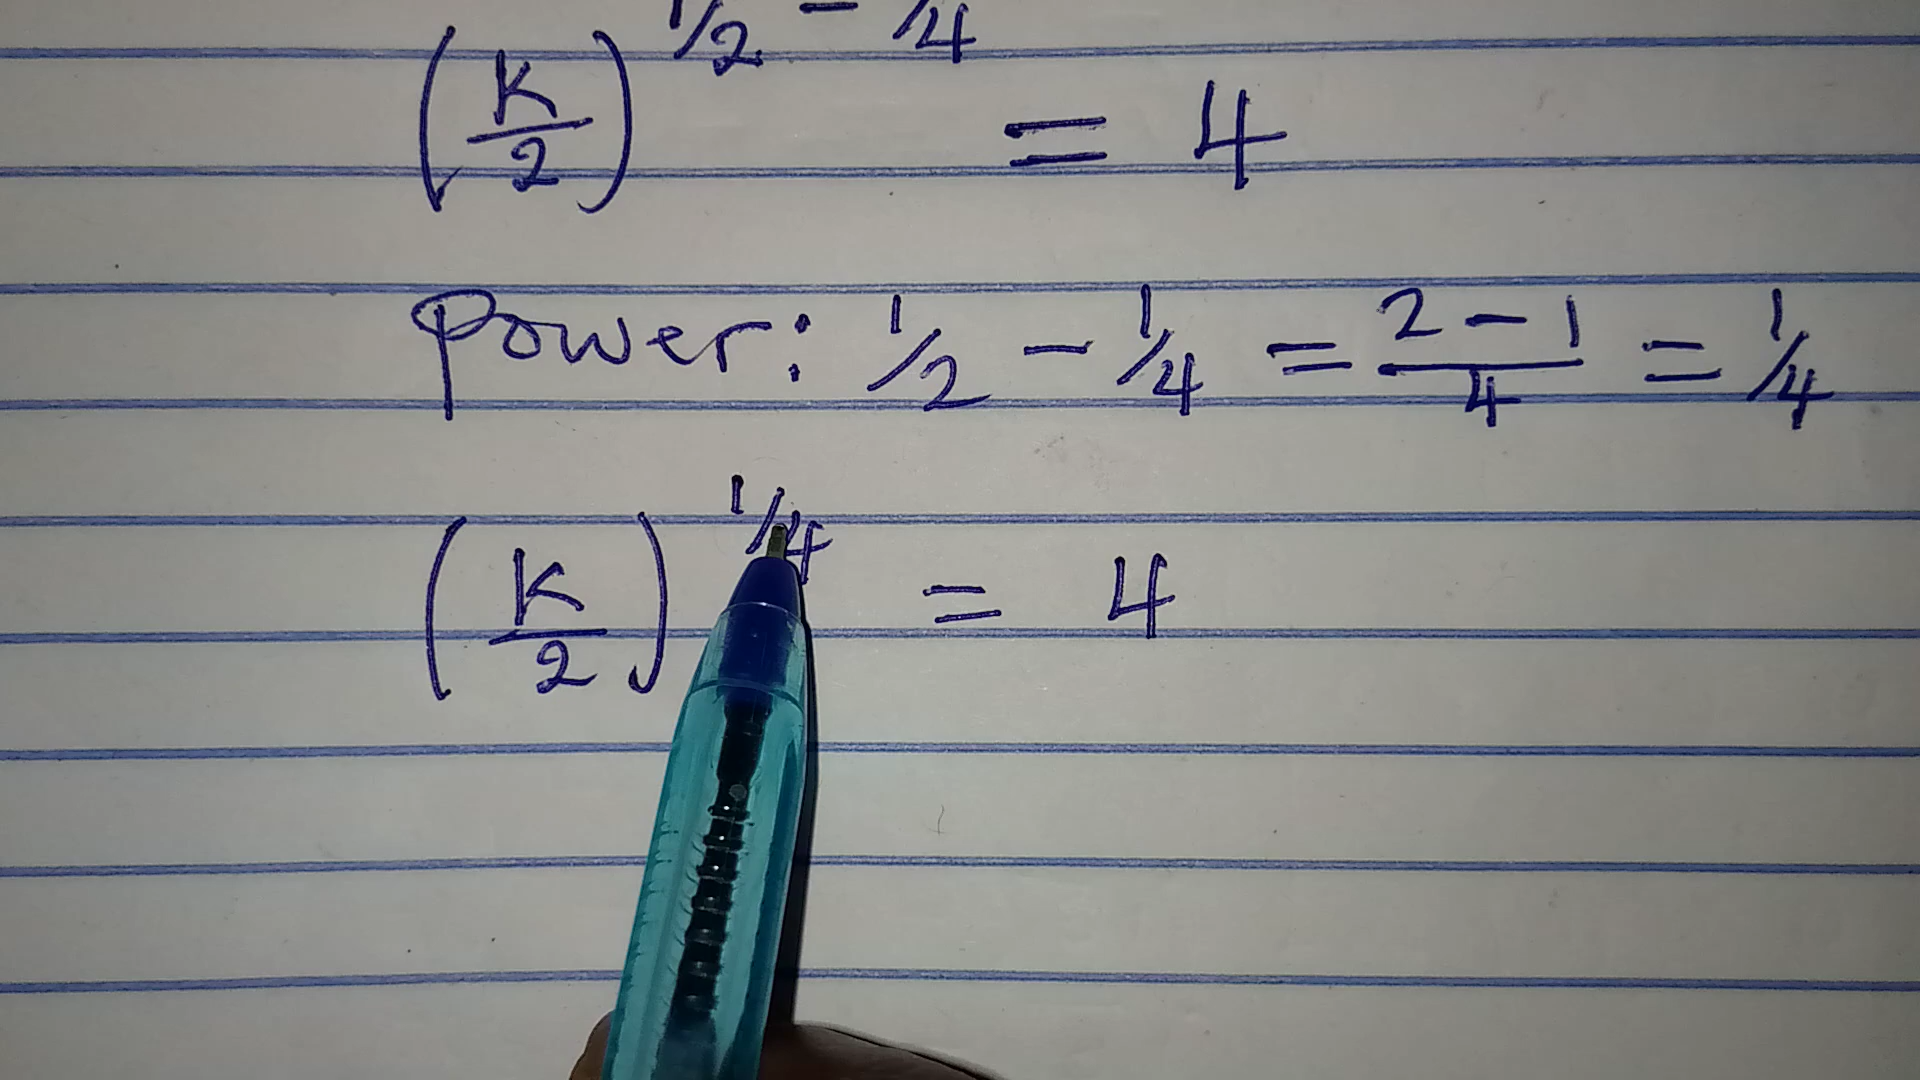 (K/2)^1/2 - 1/4 = 4
Power: 1/2 - 1/4 = 2 - 1/4 = 1/4
(K/2)^1/4 = 4